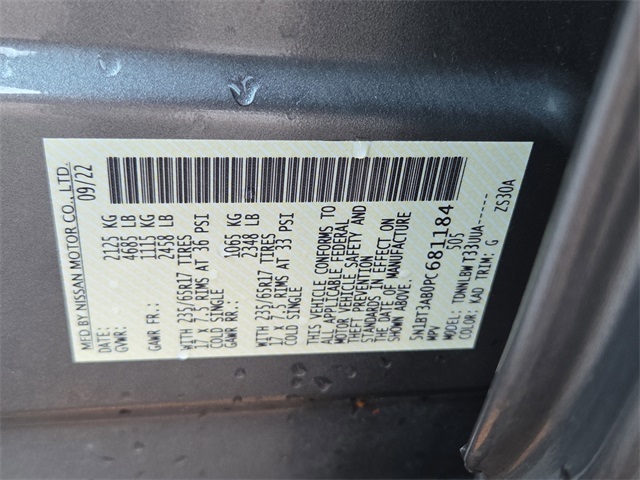 MFD BY NISSAN MOTOR CO., LTD.
DATE: 09/22
GVWR: 2125 KG
4685 LB
GAWR FR.: 1115 KG
2458 LB
WITH 235/65R17 TIRES
17 X 7.5 RIMS AT 36 PSI
COLD SINGLE
GAWR RR.: 1065 KG
2348 LB
WITH 235/65R17 TIRES
17 X 7.5 RIMS AT 33 PSI
COLD SINGLE
THIS VEHICLE CONFORMS TO
ALL APPLICABLE FEDERAL
MOTOR VEHICLE SAFETY AND
THEFT PREVENTION
STANDARDS IN EFFECT ON
THE DATE OF MANUFACTURE
SHOWN ABOVE.
5N1BT3AB0PC681184
MPV 505
MODEL: TDNNLBW T33UUA------
COLOR: KAD TRIM: G ZS30A